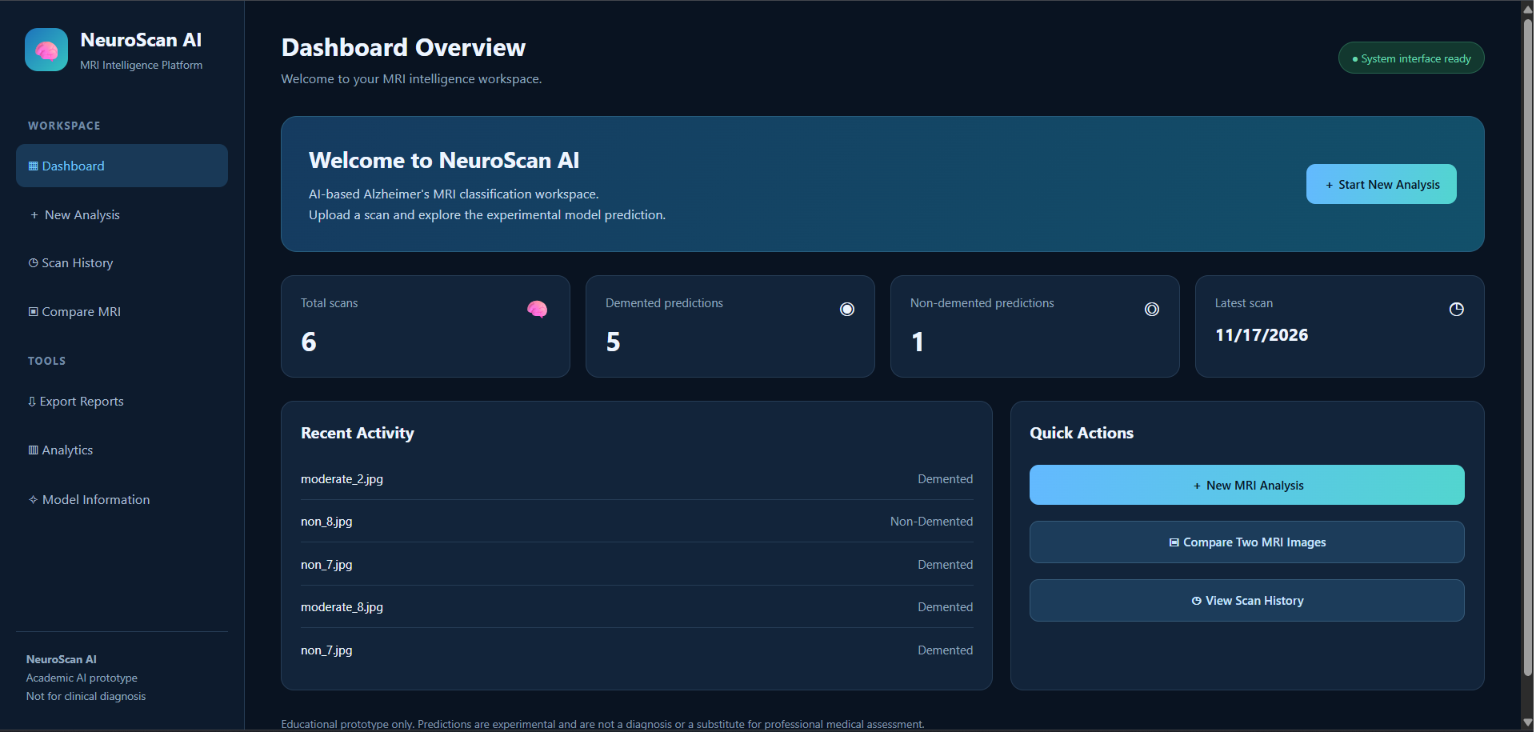 NeuroScan AI
MRI Intelligence Platform
WORKSPACE
Dashboard
+ New Analysis
Scan History
Compare MRI
TOOLS
⇩ Export Reports
Analytics
✧ Model Information
NeuroScan AI
Academic AI prototype
Not for clinical diagnosis
Dashboard Overview
Welcome to your MRI intelligence workspace.
● System interface ready
Welcome to NeuroScan AI
AI-based Alzheimer's MRI classification workspace.
Upload a scan and explore the experimental model prediction.
+ Start New Analysis
Total scans
6
Demented predictions
5
Non-demented predictions
1
Latest scan
11/17/2026
Recent Activity
moderate_2.jpg Demented
non_8.jpg Non-Demented
non_7.jpg Demented
moderate_8.jpg Demented
non_7.jpg Demented
Quick Actions
+ New MRI Analysis
Compare Two MRI Images
View Scan History
Educational prototype only. Predictions are experimental and are not a diagnosis or a substitute for professional medical assessment.